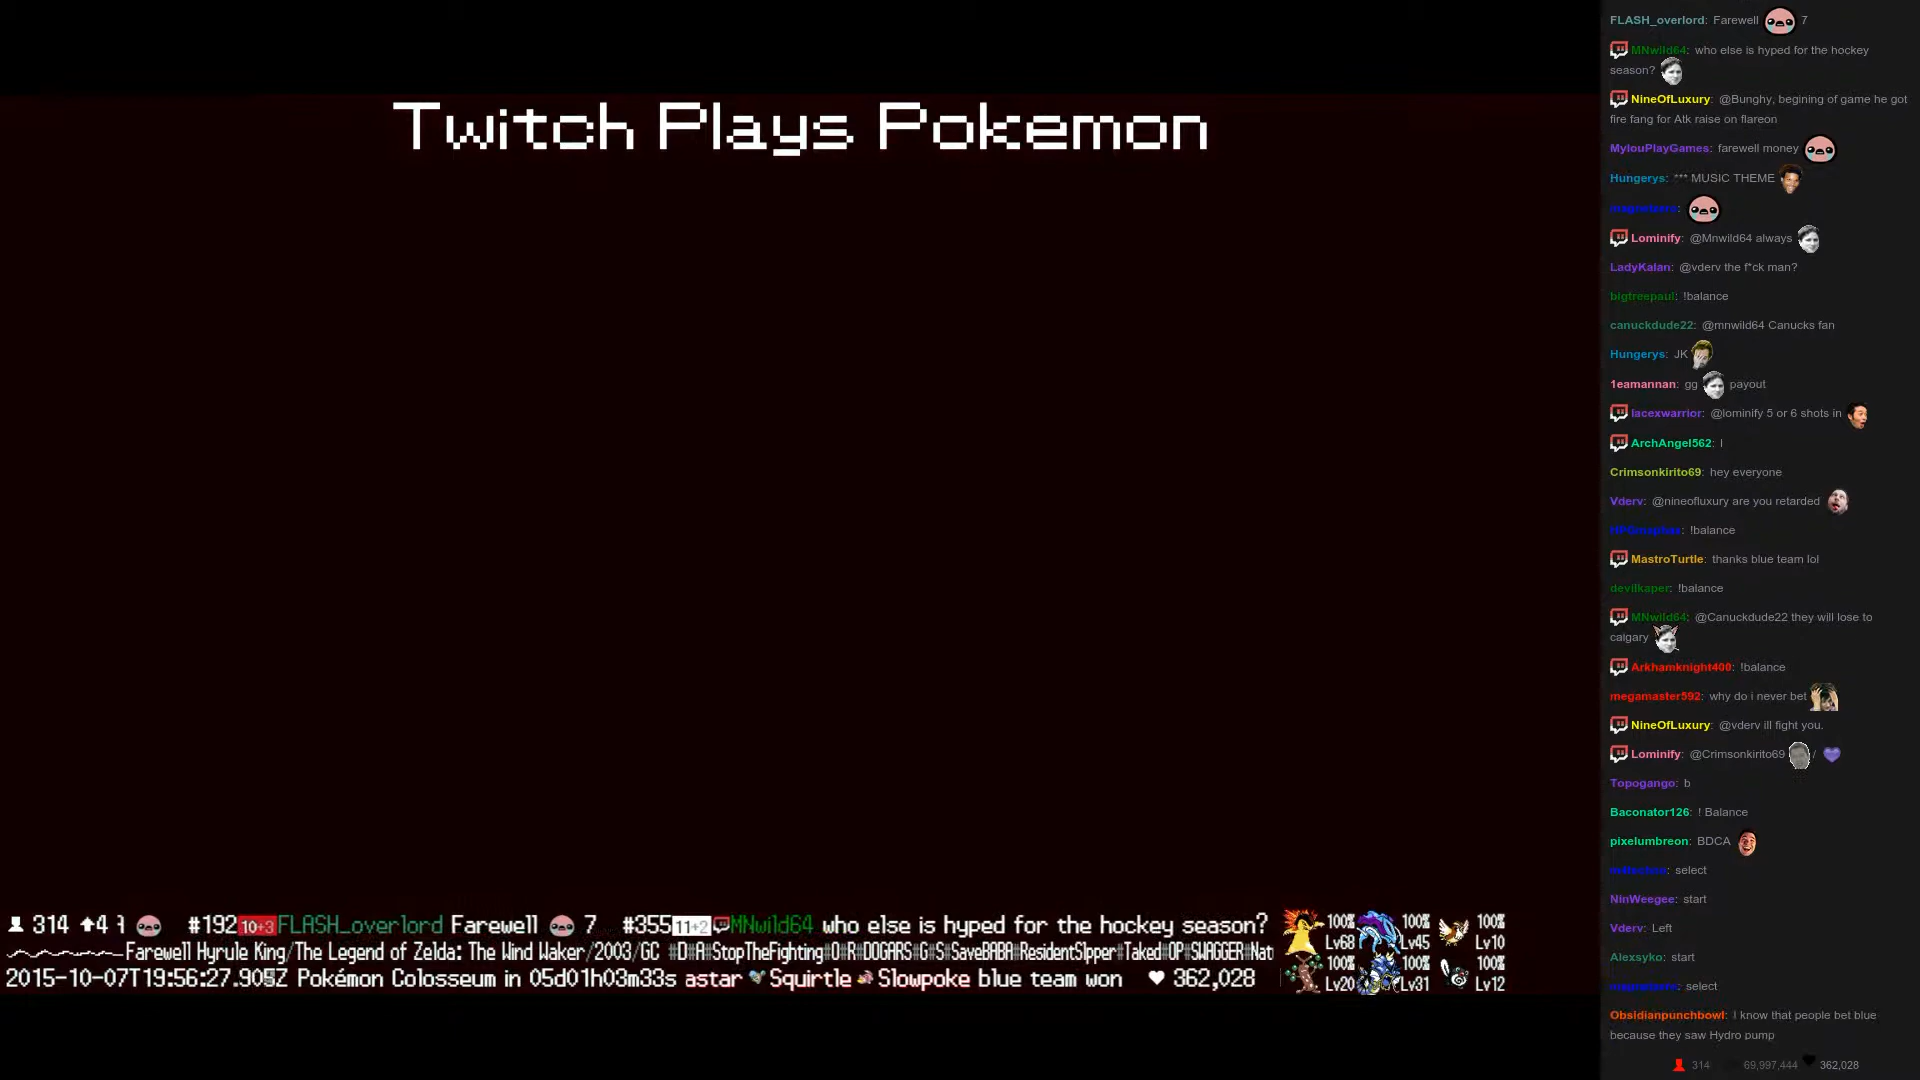 Twitch Plays Pokemon
314 4 #192 10+3 FLASH_overlord Farewell 7 #355 11+2 MNwild64 who else is hyped for the hockey season?
Farewell Hyrule King/The Legend of Zelda: The Wind Waker/2003/GC #D#A#StopTheFighting#O#R#DOGARS#G#S#SaveBABA#ResidentSlpper#Taked#OP#SWAGGER#Nat
Pokémon Colosseum in 05d01h03m33s astar Squirtle Slowpoke blue team won 362,028
100% 100% 100%
Lv68 Lv45 Lv10
100% 100% 100%
Lv20 Lv31 Lv12
FLASH_overlord: Farewell 7
MNwild64: who else is hyped for the hockey
season?
NineOfLuxury: @Bunghy, begining of game he got
fire fang for Atk raise on flareon
MylouPlayGames: farewell money
Hungerys: *** MUSIC THEME
Lominify: @Mnwild64 always
LadyKalan: @vderv the f*ck man?
bigtreepaul: !balance
canuckdude22: @mnwild64 Canucks fan
Hungerys: JK
1eamannan: gg payout
lacexwarrior: @lominify 5 or 6 shots in
ArchAngel562: l
Crimsonkirito69: hey everyone
Vderv: @nineofluxury are you retarded
!balance
MastroTurtle: thanks blue team lol
devilkaper: !balance
MNwild64: @Canuckdude22 they will lose to
calgary
Arkhamknight400: !balance
megamaster592: why do i never bet
NineOfLuxury: @vderv ill fight you.
Lominify: @Crimsonkirito69 /
Topogango: b
Baconator126: ! Balance
pixelumbreon: BDCA
select
NinWeegee: start
Vderv: Left
Alexsyko: start
select
Obsidianpunchbowl: I know that people bet blue
because they saw Hydro pump
314 69,997,444 362,028